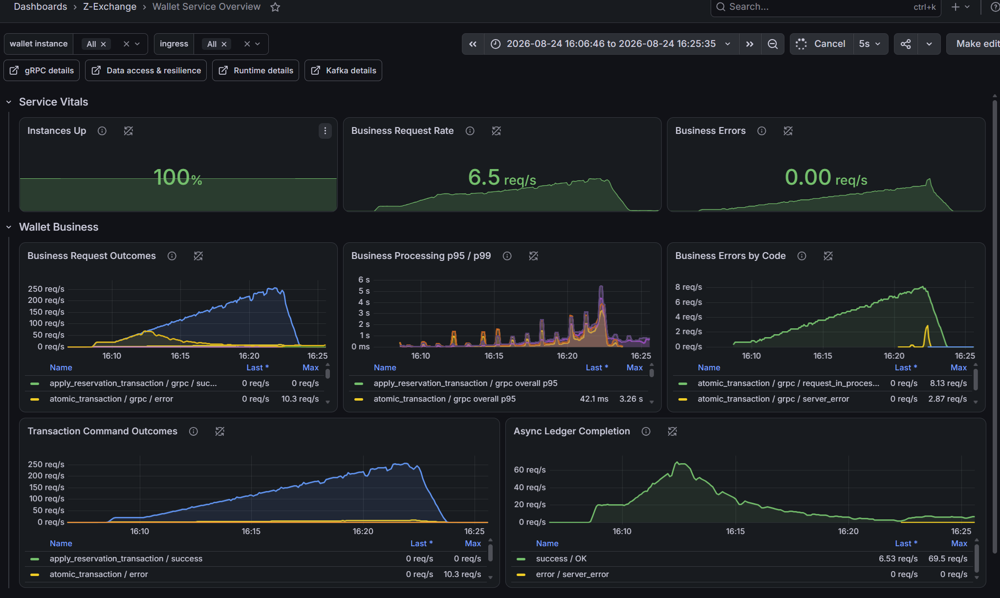 Dashboards › Z-Exchange › Wallet Service Overview
Search... ctrl+k
wallet instance All ingress All
2026-08-24 16:06:46 to 2026-08-24 16:25:35 Cancel 5s Make edit
gRPC details Data access & resilience Runtime details Kafka details
Service Vitals
Instances Up
100%
Business Request Rate
6.5 req/s
Business Errors
0.00 req/s
Wallet Business
Business Request Outcomes
250 req/s
200 req/s
150 req/s
100 req/s
50 req/s
0 req/s
16:10 16:15 16:20 16:25
Name Last * Max
apply_reservation_transaction / grpc / suc... 0 req/s 0 req/s
atomic_transaction / grpc / error 0 req/s 10.3 req/s
Business Processing p95 / p99
6 s
5 s
4 s
3 s
2 s
1 s
0 ms
16:10 16:15 16:20 16:25
Name Last * Max
apply_reservation_transaction / grpc overall p95
atomic_transaction / grpc overall p95 42.1 ms 3.26 s
Business Errors by Code
8 req/s
6 req/s
4 req/s
2 req/s
0 req/s
16:10 16:15 16:20 16:25
Name Last * Max
atomic_transaction / grpc / request_in_proces... 0 req/s 8.13 req/s
atomic_transaction / grpc / server_error 0 req/s 2.87 req/s
Transaction Command Outcomes
250 req/s
200 req/s
150 req/s
100 req/s
50 req/s
0 req/s
16:10 16:15 16:20 16:25
Name Last * Max
apply_reservation_transaction / success 0 req/s 0 req/s
atomic_transaction / error 0 req/s 10.3 req/s
Async Ledger Completion
60 req/s
40 req/s
20 req/s
0 req/s
16:10 16:15 16:20 16:25
Name Last * Max
success / OK 6.53 req/s 69.5 req/s
error / server_error 0 req/s 0 req/s